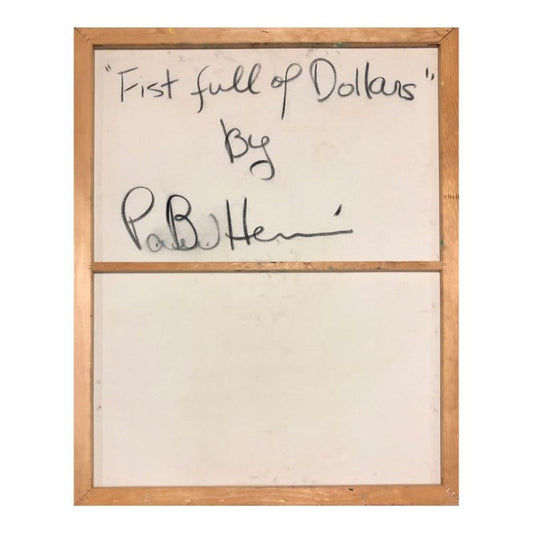 "Fist full of Dollars"
By